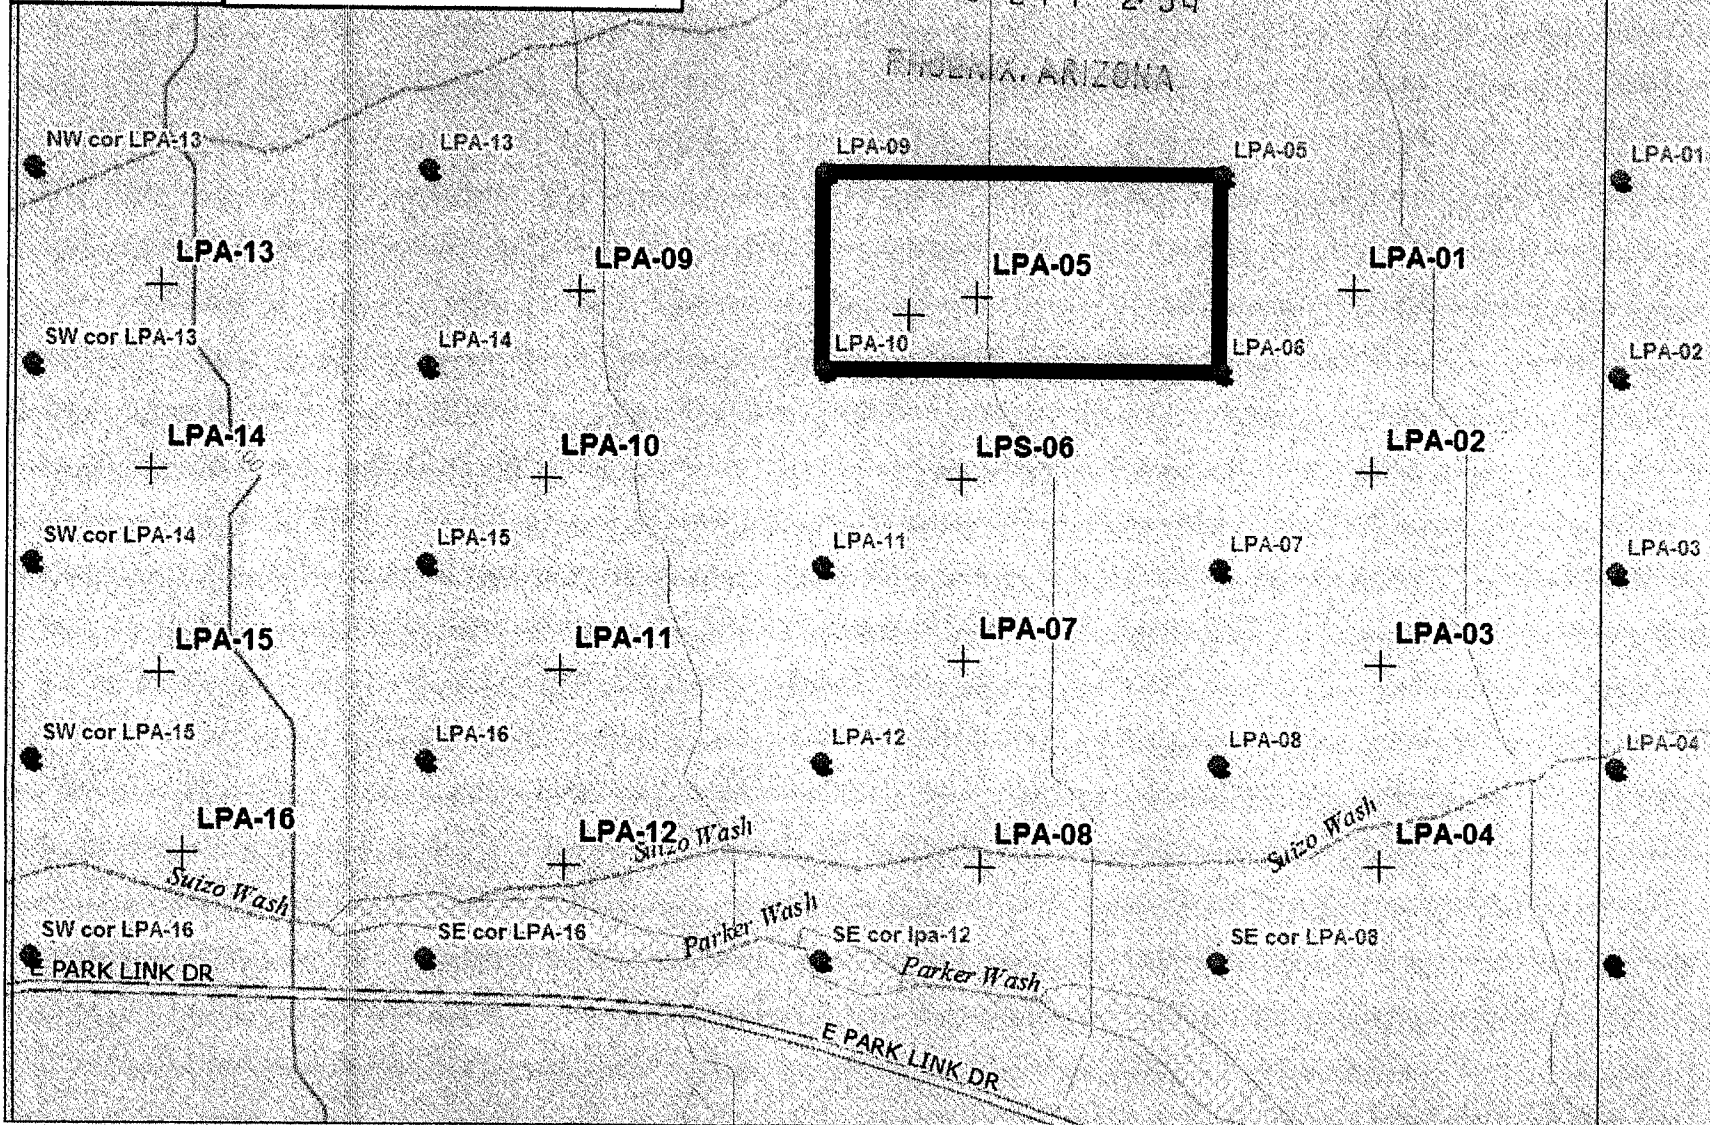 PHOENIX, ARIZONA
NW cor LPA-13
LPA-13
LPA-09
LPA-05
LPA-01
LPA-13
LPA-09
LPA-05
LPA-01
SW cor LPA-13
LPA-14
LPA-10
LPA-06
LPA-02
LPA-14
LPA-10
LPS-06
LPA-02
SW cor LPA-14
LPA-15
LPA-11
LPA-07
LPA-03
LPA-15
LPA-11
LPA-07
LPA-03
SW cor LPA-15
LPA-16
LPA-12
LPA-08
LPA-04
LPA-16
LPA-12
Suizo Wash
LPA-08
Suizo Wash
LPA-04
Suizo Wash
Parker Wash
SW cor LPA-16
SE cor LPA-16
SE cor lpa-12
SE cor LPA-08
E PARK LINK DR
Parker Wash
E PARK LINK DR